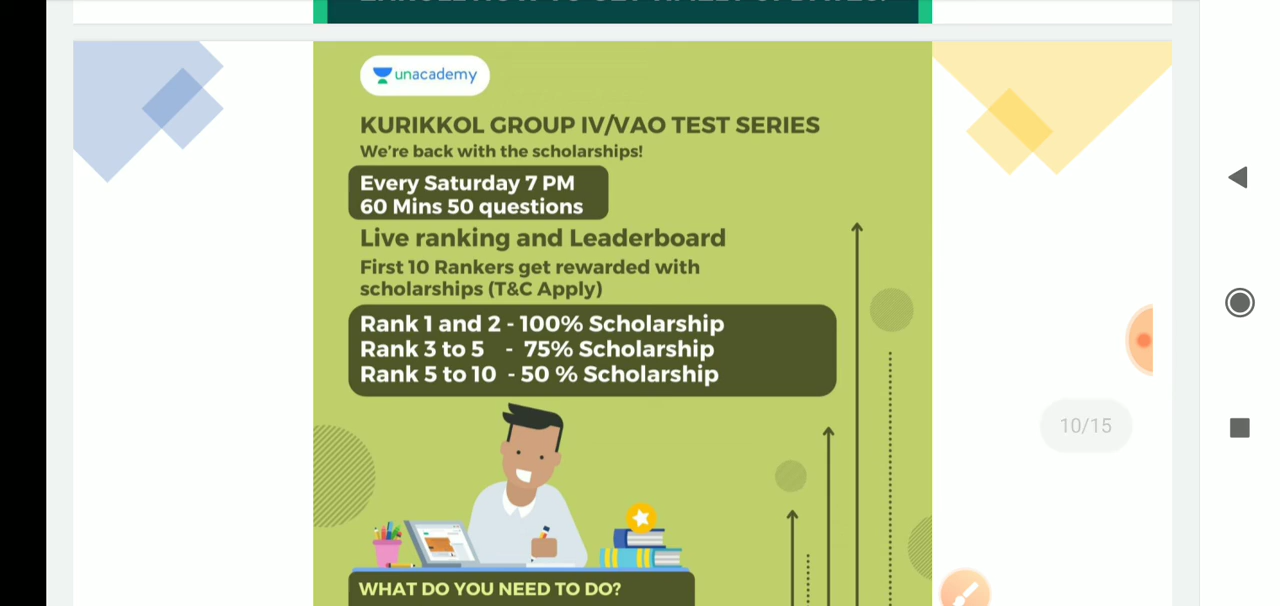 unacademy
KURIKKOL GROUP IV/VAO TEST SERIES
We're back with the scholarships!
Every Saturday 7 PM
60 Mins 50 questions
Live ranking and Leaderboard
First 10 Rankers get rewarded with
scholarships (T&C Apply)
Rank 1 and 2 - 100% Scholarship
Rank 3 to 5 - 75% Scholarship
Rank 5 to 10 - 50 % Scholarship
10/15
WHAT DO YOU NEED TO DO?